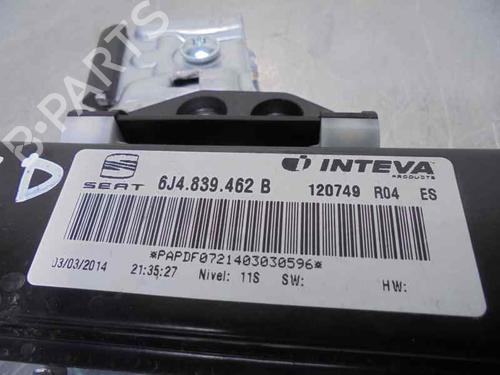 B-PARTS
D
SEAT
6J4.839.462 B
INTEVA
PRODUCTS
120749 R04 ES
*PAPDF0721403030596*
03/03/2014 21:35:27 Nivel: 11S SW: HW: